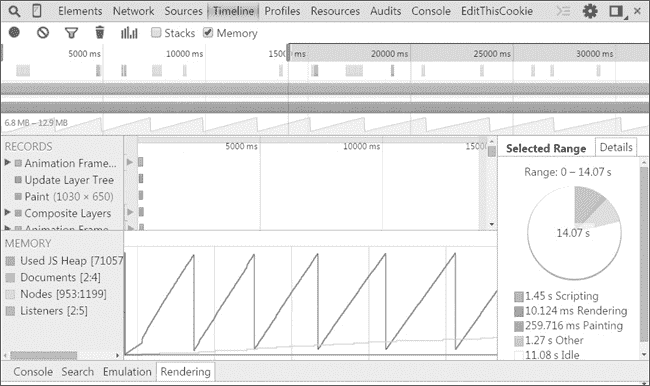 Elements Network Sources Timeline Profiles Resources Audits Console EditThisCookie
Stacks Memory
5000 ms 10000 ms 15000 ms 20000 ms 25000 ms 30000 ms
6.8 MB – 12.9 MB
RECORDS
5000 ms 10000 ms 15000
Animation Frame...
Update Layer Tree
Paint (1030 × 650)
Composite Layers
Animation Frame
MEMORY
Used JS Heap [71057
Documents [2:4]
Nodes [953:1199]
Listeners [2:5]
Selected Range Details
Range: 0 – 14.07 s
14.07 s
1.45 s Scripting
10.124 ms Rendering
259.716 ms Painting
1.27 s Other
11.08 s Idle
Console Search Emulation Rendering